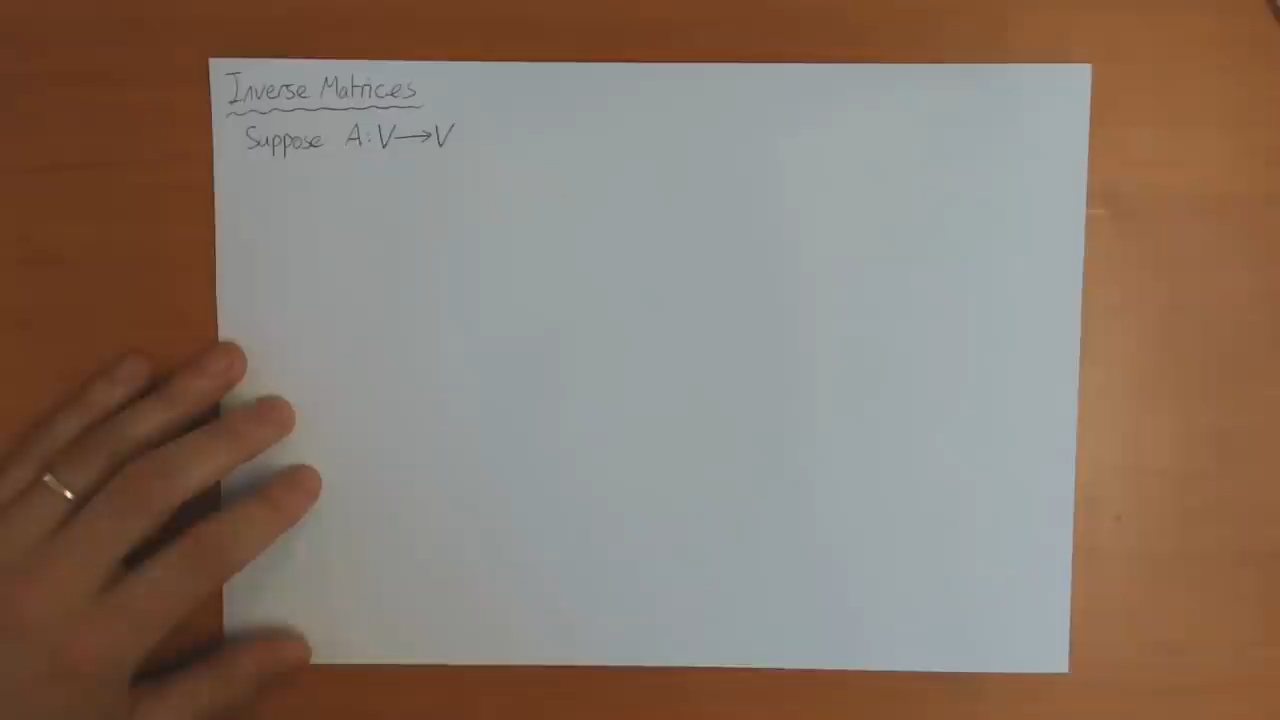 Inverse Matrices
Suppose A: V → V